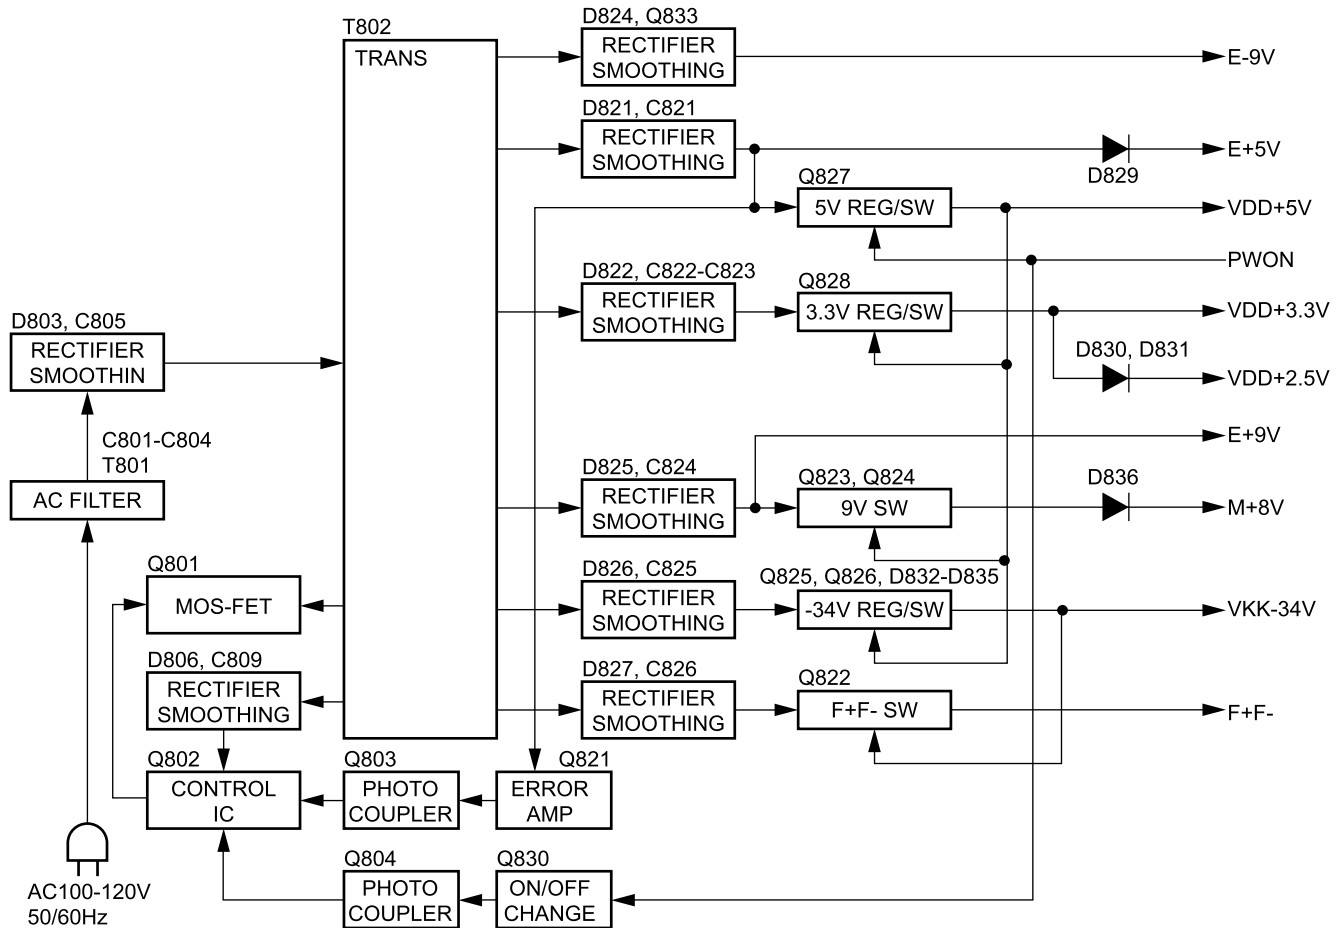 D824, Q833
T802
RECTIFIER
SMOOTHING
E-9V
TRANS
D821, C821
RECTIFIER
SMOOTHING
E+5V
D829
Q827
5V REG/SW
VDD+5V
PWON
D822, C822-C823
RECTIFIER
SMOOTHING
Q828
3.3V REG/SW
VDD+3.3V
D803, C805
RECTIFIER
SMOOTHIN
D830, D831
VDD+2.5V
C801-C804
T801
AC FILTER
E+9V
D825, C824
RECTIFIER
SMOOTHING
Q823, Q824
9V SW
D836
M+8V
Q801
MOS-FET
D826, C825
RECTIFIER
SMOOTHING
Q825, Q826, D832-D835
-34V REG/SW
VKK-34V
D806, C809
RECTIFIER
SMOOTHING
D827, C826
RECTIFIER
SMOOTHING
Q822
F+F- SW
F+F-
Q802
CONTROL
IC
Q803
PHOTO
COUPLER
Q821
ERROR
AMP
Q804
PHOTO
COUPLER
Q830
ON/OFF
CHANGE
AC100-120V
50/60Hz